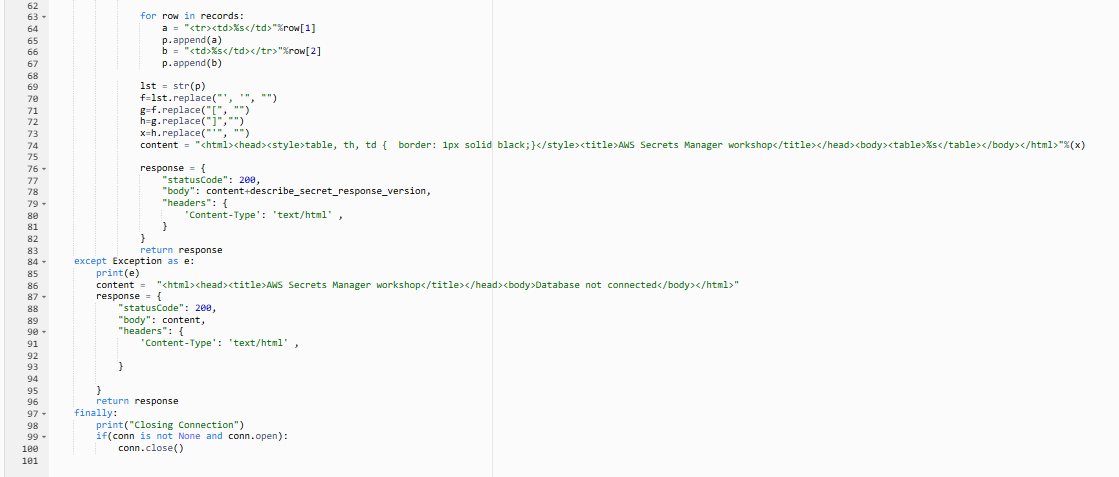 62
63 for row in records:
64 a = "<tr><td>%s</td>"%row[1]
65 p.append(a)
66 b = "<td>%s</td></tr>"%row[2]
67 p.append(b)
68
69 lst = str(p)
70 f=lst.replace("', '", "")
71 g=f.replace("[", "")
72 h=g.replace("]","")
73 x=h.replace("'", "")
74 content = "<html><head><style>table, th, td {  border: 1px solid black;}</style><title>AWS Secrets Manager workshop</title></head><body><table>%s</table></body></html>"%(x)
75
76 response = {
77 "statusCode": 200,
78 "body": content+describe_secret_response_version,
79 "headers": {
80 'Content-Type': 'text/html' ,
81 }
82 }
83 return response
84 except Exception as e:
85 print(e)
86 content =  "<html><head><title>AWS Secrets Manager workshop</title></head><body>Database not connected</body></html>"
87 response = {
88 "statusCode": 200,
89 "body": content,
90 "headers": {
91 'Content-Type': 'text/html' ,
92
93 }
94
95 }
96 return response
97 finally:
98 print("Closing Connection")
99 if(conn is not None and conn.open):
100 conn.close()
101